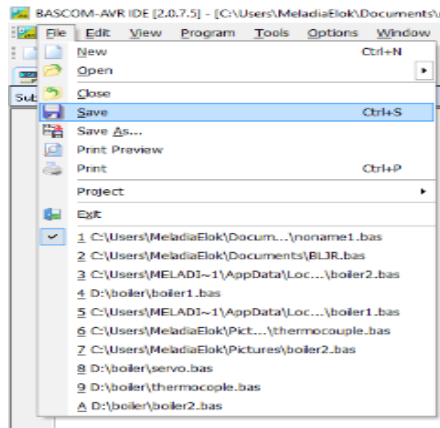 BASCOM-AVR IDE [2.0.7.5] - [C:\Users\MeladiaElok\Documents\
File Edit View Program Tools Options Window
New Ctrl+N
Open
Close
Save Ctrl+S
Save As...
Print Preview
Print Ctrl+P
Project
Exit
1 C:\Users\MeladiaElok\Docum...\noname1.bas
2 C:\Users\MeladiaElok\Documents\BLJR.bas
3 C:\Users\MELADI~1\AppData\Loc...\boiler2.bas
4 D:\boiler\boiler1.bas
5 C:\Users\MELADI~1\AppData\Loc...\boiler1.bas
6 C:\Users\MeladiaElok\Pict...\thermocouple.bas
7 C:\Users\MeladiaElok\Pictures\boiler2.bas
8 D:\boiler\servo.bas
9 D:\boiler\thermocople.bas
A D:\boiler\boiler2.bas